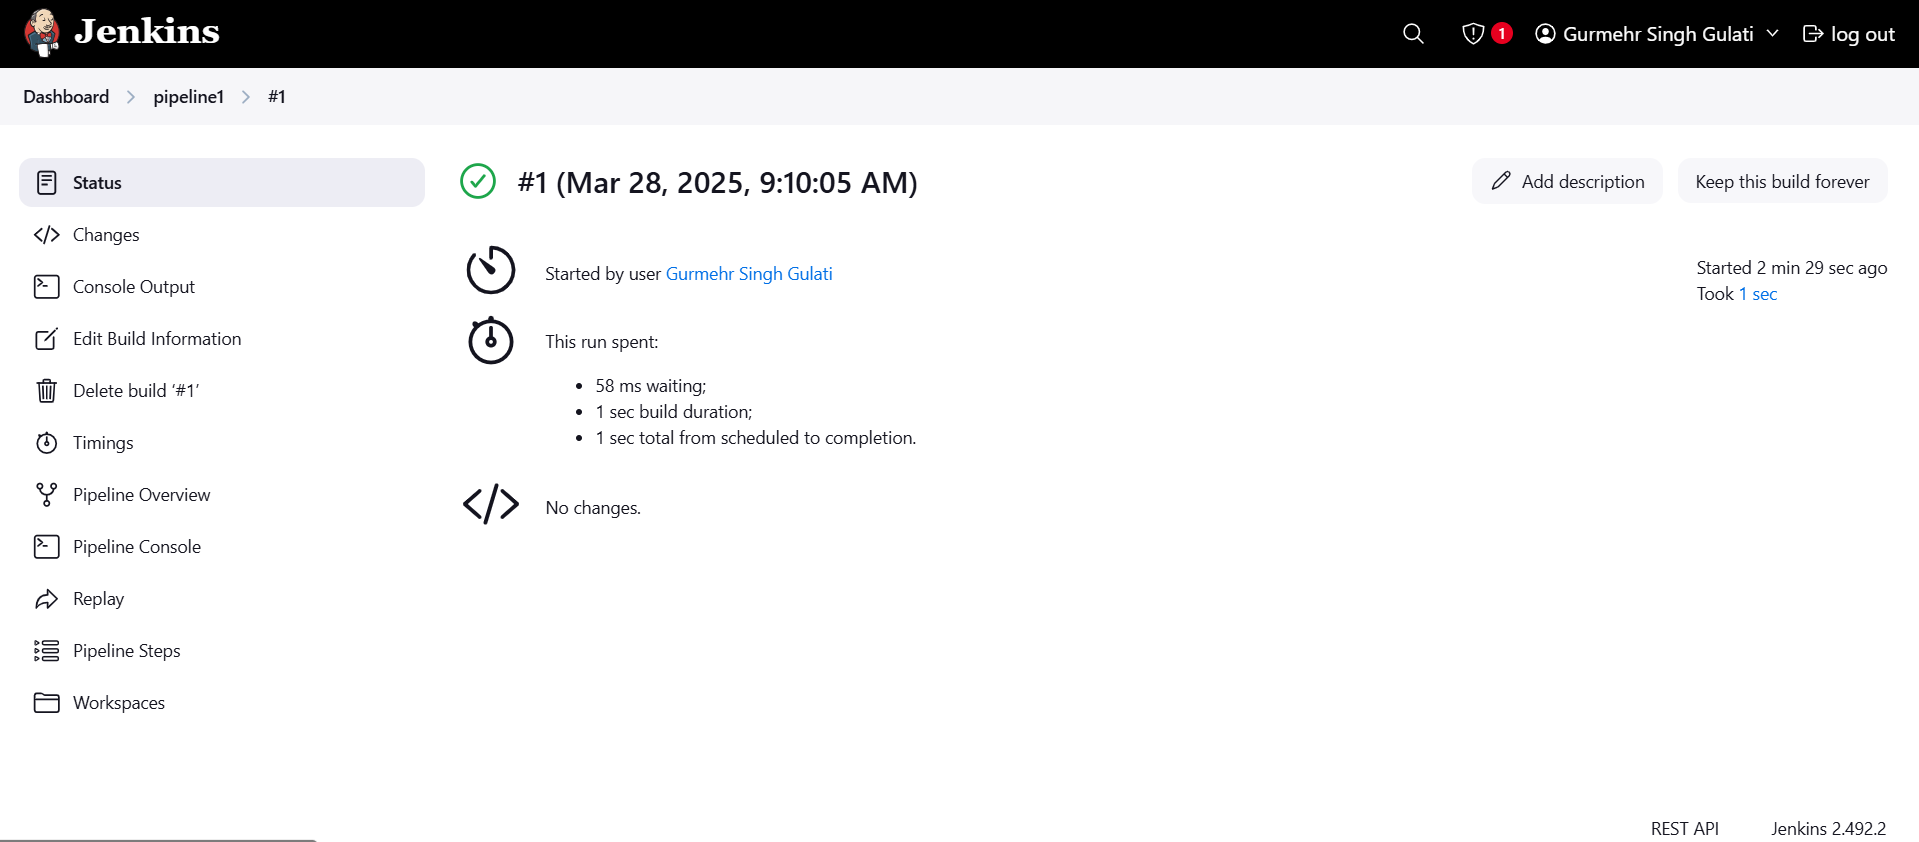 Jenkins
1
Gurmehr Singh Gulati
log out
Dashboard
pipeline1
#1
Status
Changes
Console Output
Edit Build Information
Delete build ‘#1’
Timings
Pipeline Overview
Pipeline Console
Replay
Pipeline Steps
Workspaces
#1 (Mar 28, 2025, 9:10:05 AM)
Add description
Keep this build forever
Started by user Gurmehr Singh Gulati
Started 2 min 29 sec ago
Took 1 sec
This run spent:
58 ms waiting;
1 sec build duration;
1 sec total from scheduled to completion.
No changes.
REST API
Jenkins 2.492.2